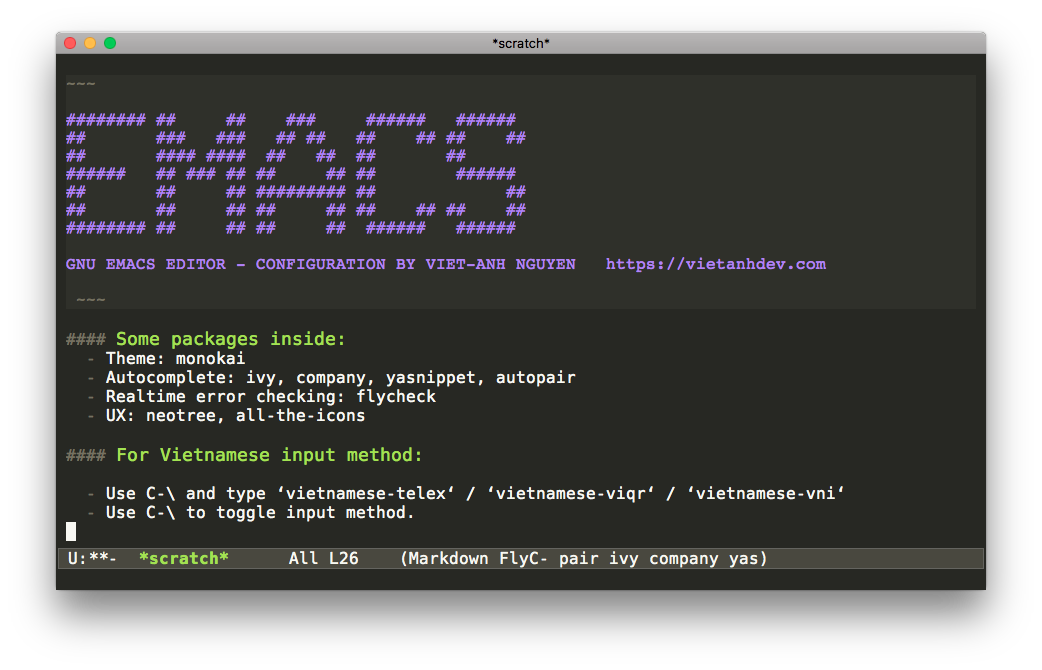 *scratch*
~~~
######## ##     ##    ###     ######   ######
##       ###   ###   ## ##   ##    ## ##    ##
##       #### ####  ##   ##  ##       ##
######   ## ### ## ##     ## ##        ######
##       ##     ## ######### ##             ##
##       ##     ## ##     ## ##    ## ##    ##
######## ##     ## ##     ##  ######   ######
GNU EMACS EDITOR - CONFIGURATION BY VIET-ANH NGUYEN   https://vietanhdev.com
~~~
#### Some packages inside:
- Theme: monokai
- Autocomplete: ivy, company, yasnippet, autopair
- Realtime error checking: flycheck
- UX: neotree, all-the-icons
#### For Vietnamese input method:
- Use C-\ and type ‘vietnamese-telex‘ / ‘vietnamese-viqr‘ / ‘vietnamese-vni‘
- Use C-\ to toggle input method.
U:**-  *scratch*      All L26    (Markdown FlyC- pair ivy company yas)